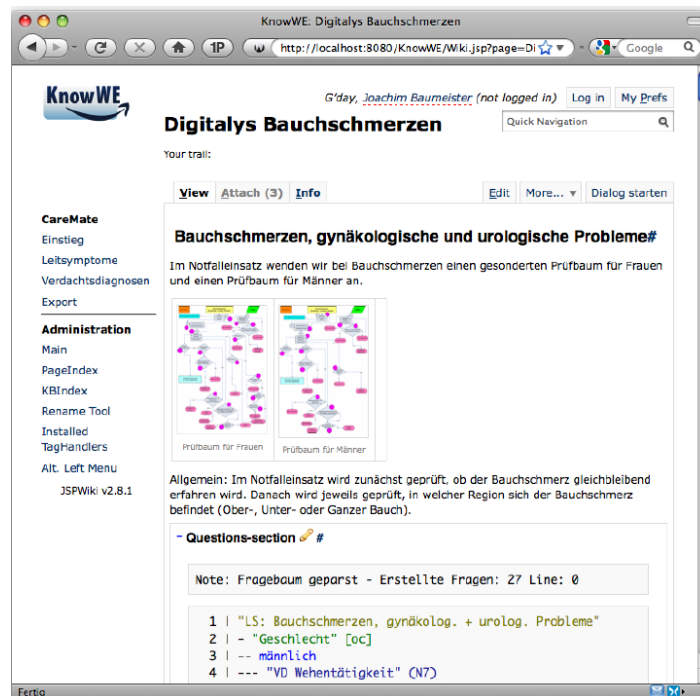 KnowWE: Digitalys Bauchschmerzen
1P
http://localhost:8080/KnowWE/Wiki.jsp?page=Di
Google
KnowWE
G'day, Joachim Baumeister (not logged in)
Log in
My Prefs
Digitalys Bauchschmerzen
Quick Navigation
Your trail:
View
Attach (3)
Info
Edit
More...
Dialog starten
CareMate
Einstieg
Leitsymptome
Verdachtsdiagnosen
Export
Administration
Main
PageIndex
KBIndex
Rename Tool
Installed
TagHandlers
Alt. Left Menu
JSPWiki v2.8.1
Bauchschmerzen, gynäkologische und urologische Probleme#
Im Notfalleinsatz wenden wir bei Bauchschmerzen einen gesonderten Prüfbaum für Frauen
und einen Prüfbaum für Männer an.
Prüfbaum für Frauen
Prüfbaum für Männer
Allgemein: Im Notfalleinsatz wird zunächst geprüft, ob der Bauchschmerz gleichbleibend
erfahren wird. Danach wird jeweils geprüft, in welcher Region sich der Bauchschmerz
befindet (Ober-, Unter- oder Ganzer Bauch).
- Questions-section #
Note: Fragebaum geparst - Erstellte Fragen: 27 Line: 0
1 | "LS: Bauchschmerzen, gynäkolog. + urolog. Probleme"
2 | - "Geschlecht" [oc]
3 | -- männlich
4 | --- "VD Wehentätigkeit" (N7)
Fertig